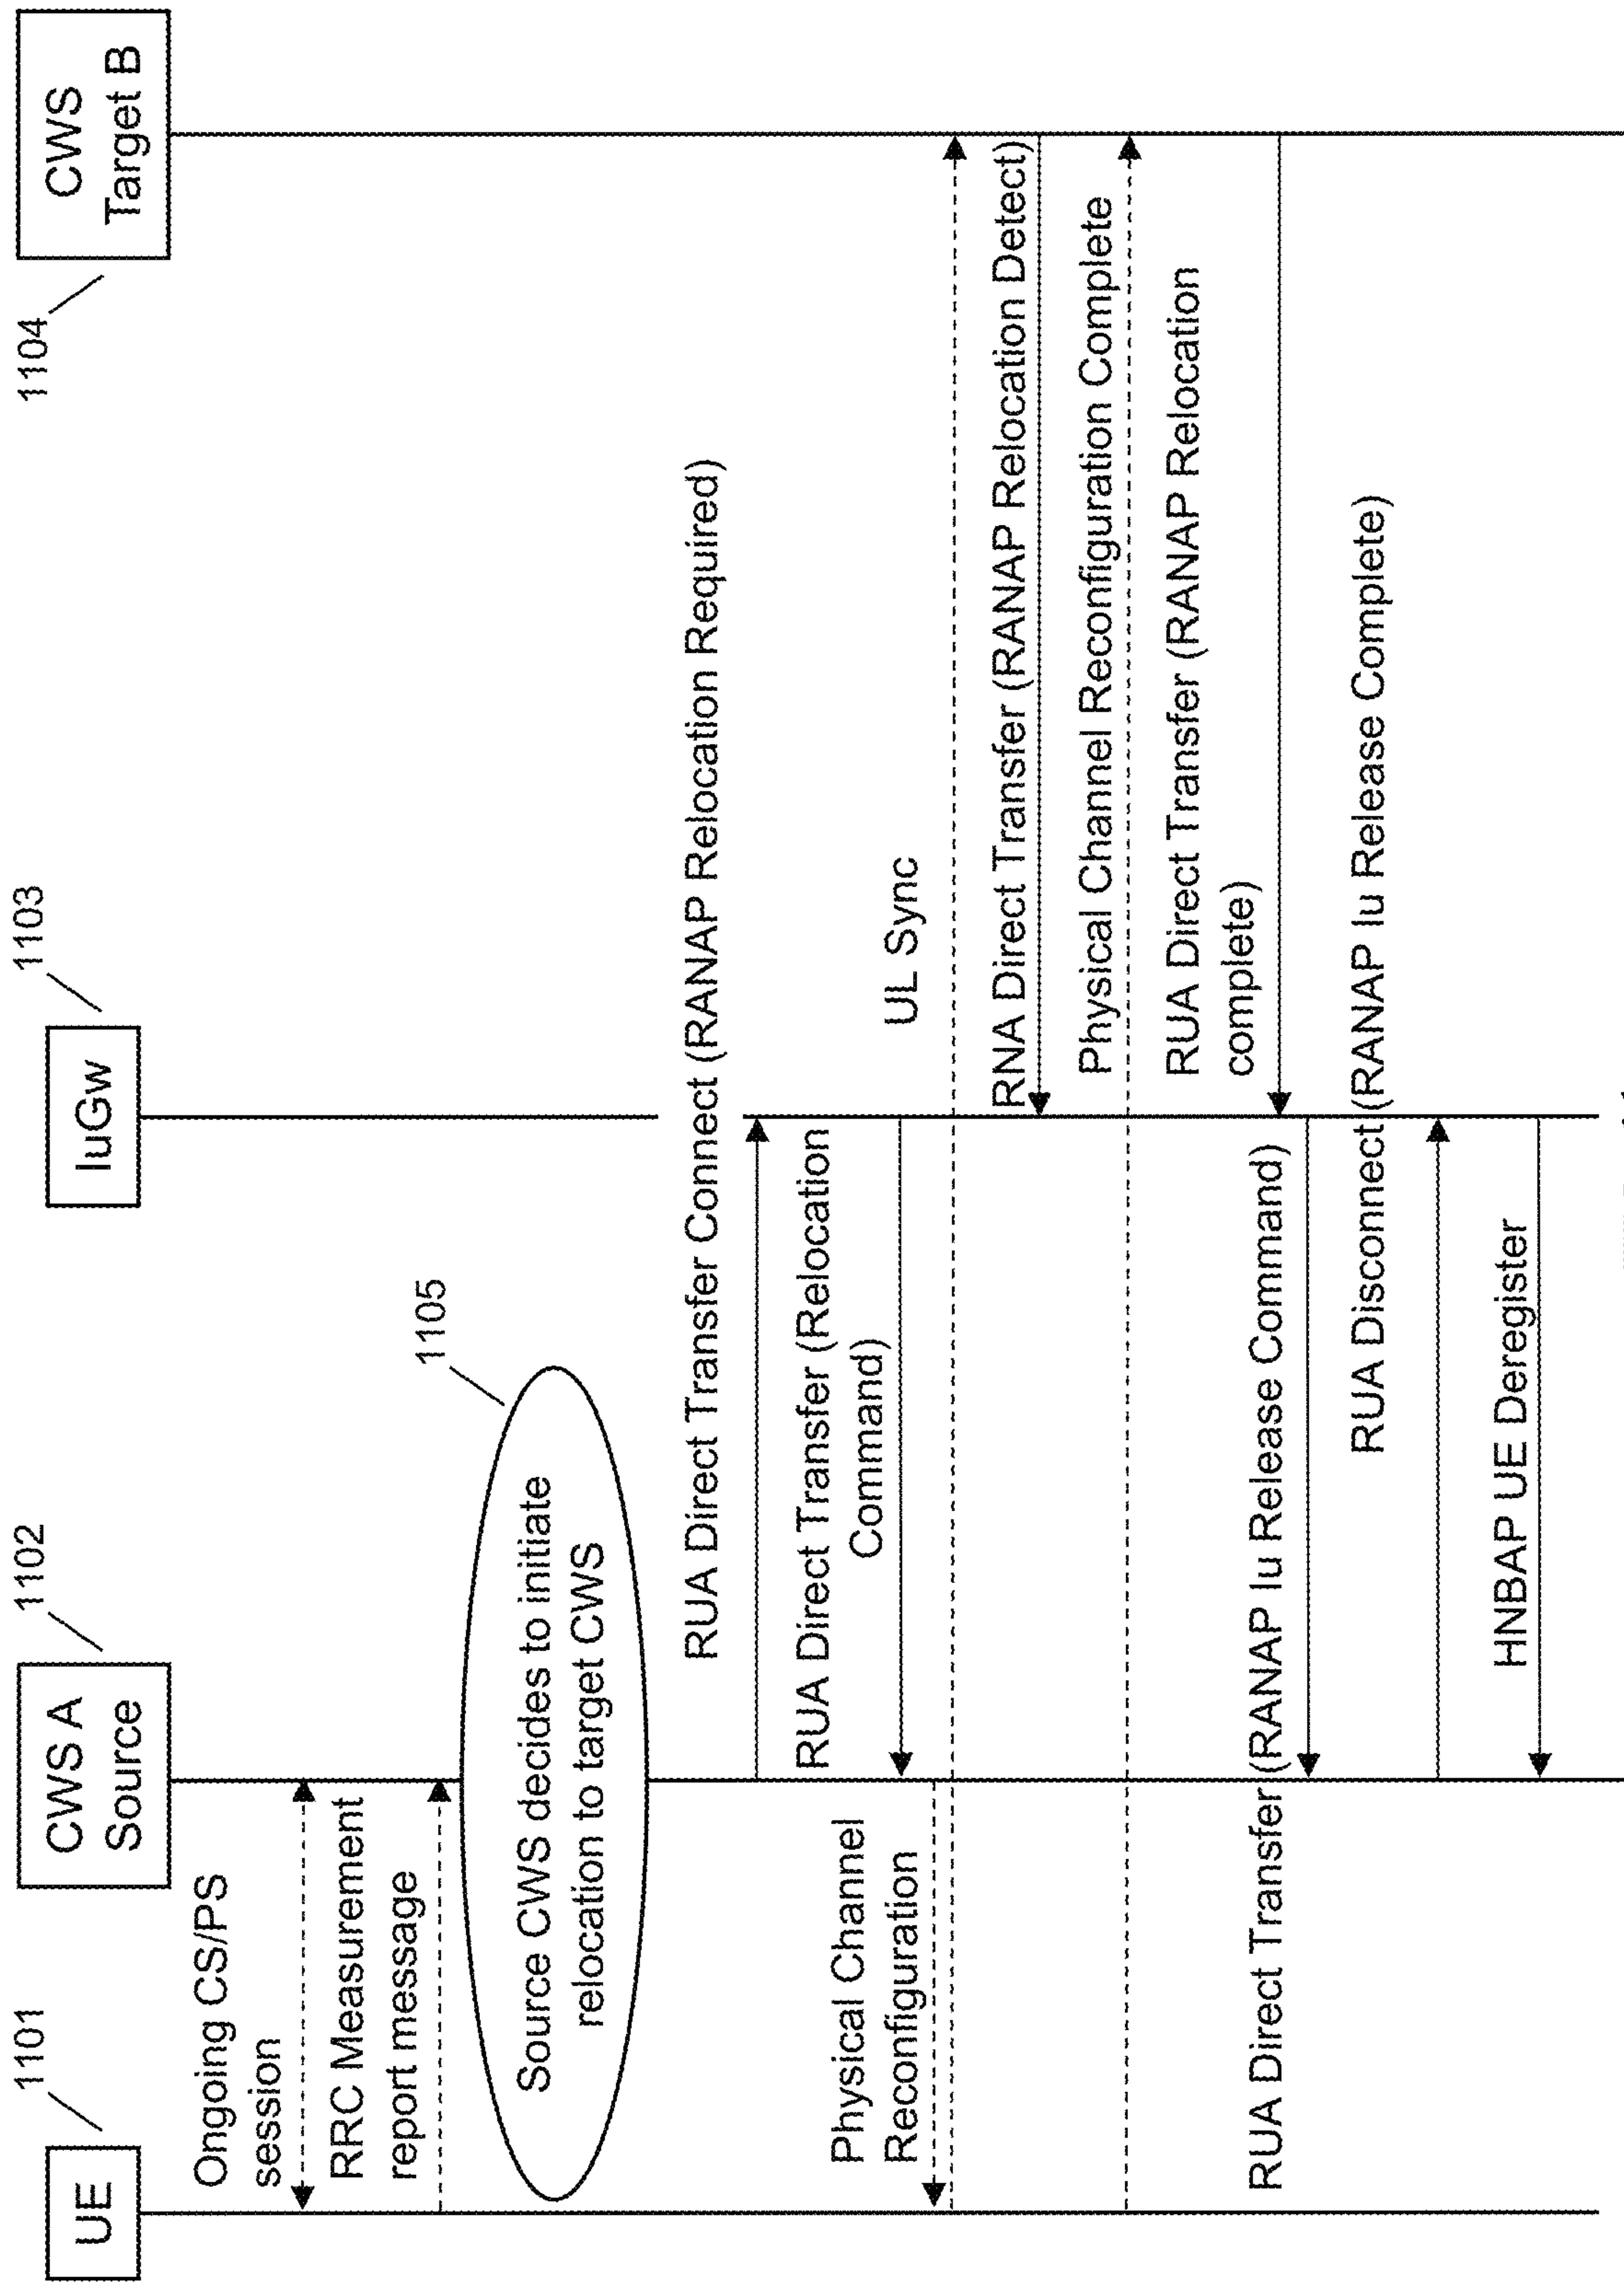 UE
1101
CWS A
Source
1102
IuGw
1103
CWS
Target B
1104
Ongoing CS/PS
session
RRC Measurement
report message
1105
Source CWS decides to initiate
relocation to target CWS
RUA Direct Transfer Connect (RANAP Relocation Required)
RUA Direct Transfer (Relocation
Command)
Physical Channel
Reconfiguration
UL Sync
RNA Direct Transfer (RANAP Relocation Detect)
Physical Channel Reconfiguration Complete
RUA Direct Transfer (RANAP Relocation
complete)
RUA Direct Transfer (RANAP Iu Release Command)
RUA Disconnect (RANAP Iu Release Complete)
HNBAP UE Deregister